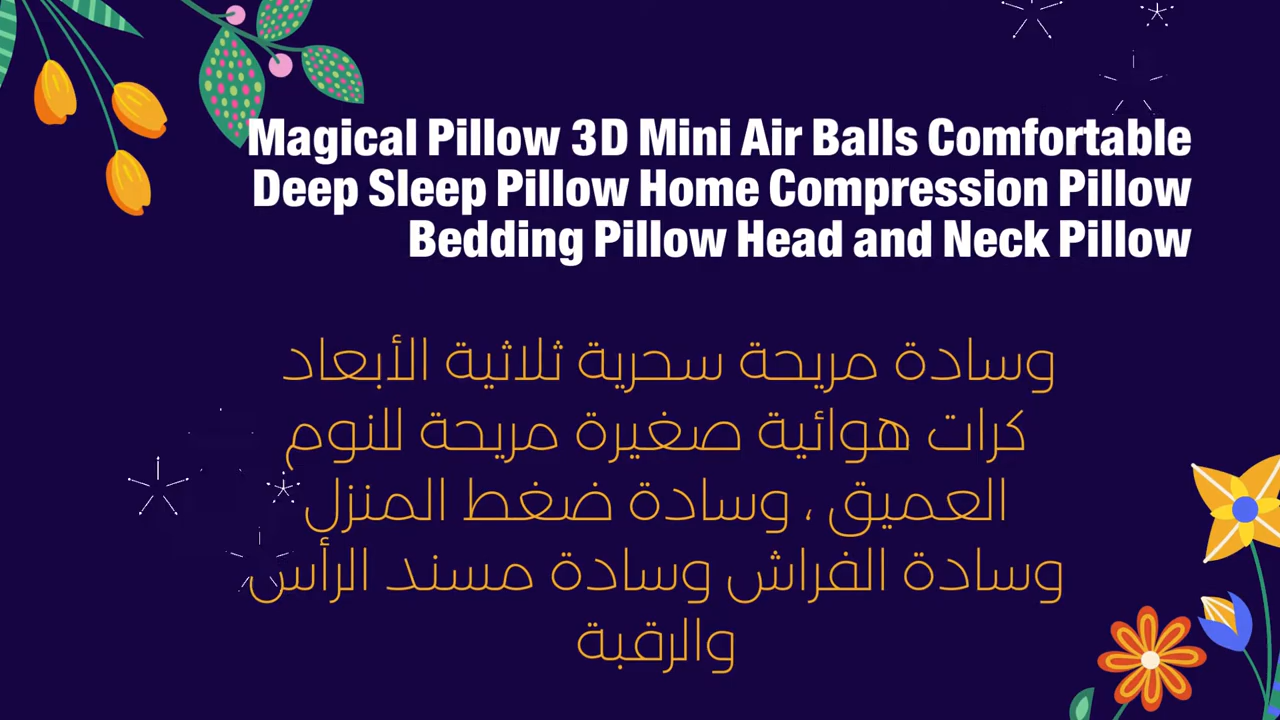 Magical Pillow 3D Mini Air Balls Comfortable
Deep Sleep Pillow Home Compression Pillow
Bedding Pillow Head and Neck Pillow
وسادة مريحة سحرية ثلاثية الأبعاد
كرات هوائية صغيرة مريحة للنوم
العميق ، وسادة ضغط المنزل
وسادة الفراش وسادة مسند الرأس
والرقبة